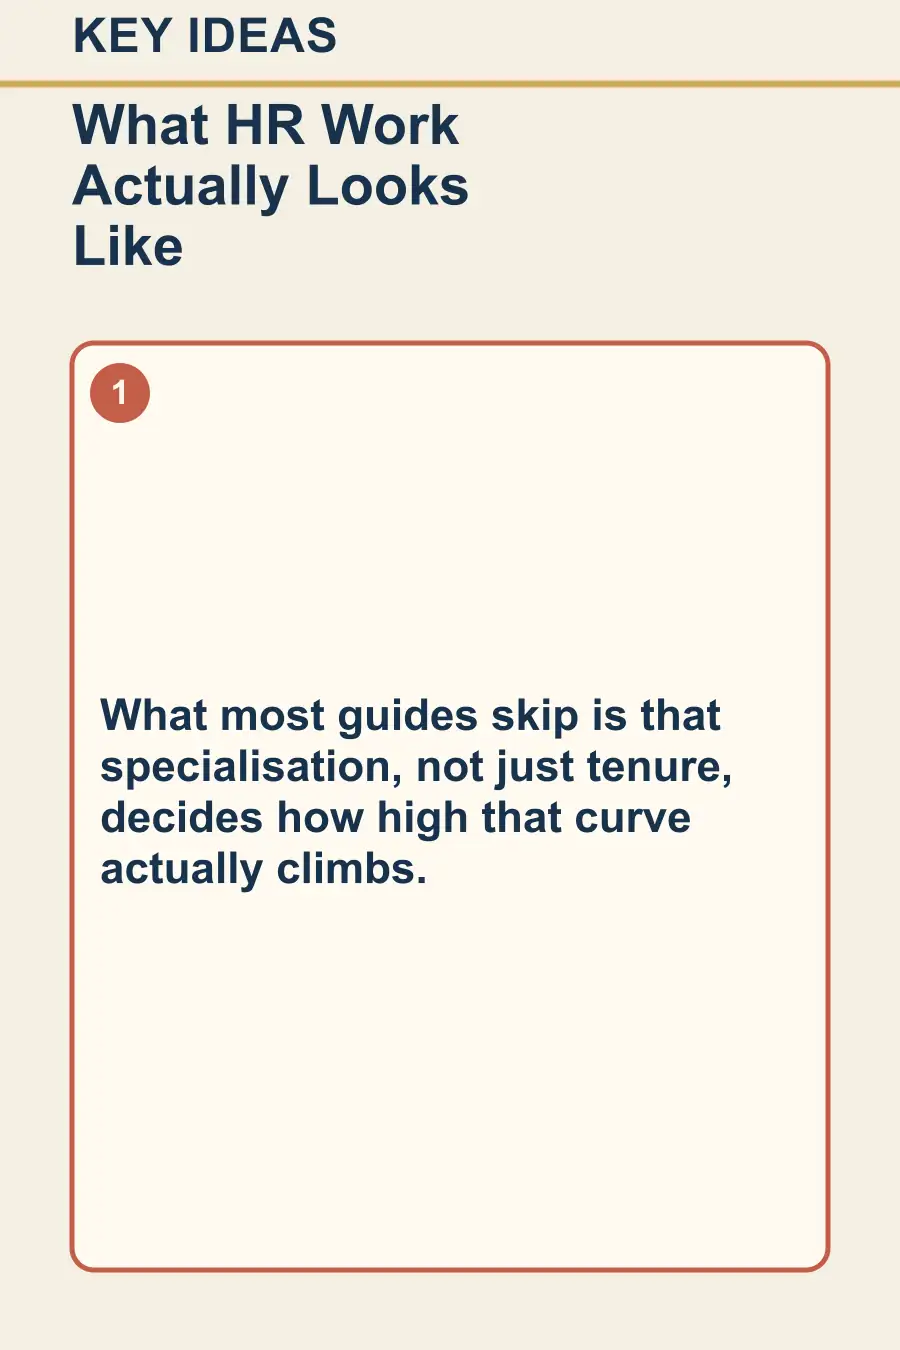 KEY IDEAS
What HR Work
Actually Looks
Like
1
What most guides skip is that
specialisation, not just tenure,
decides how high that curve
actually climbs.